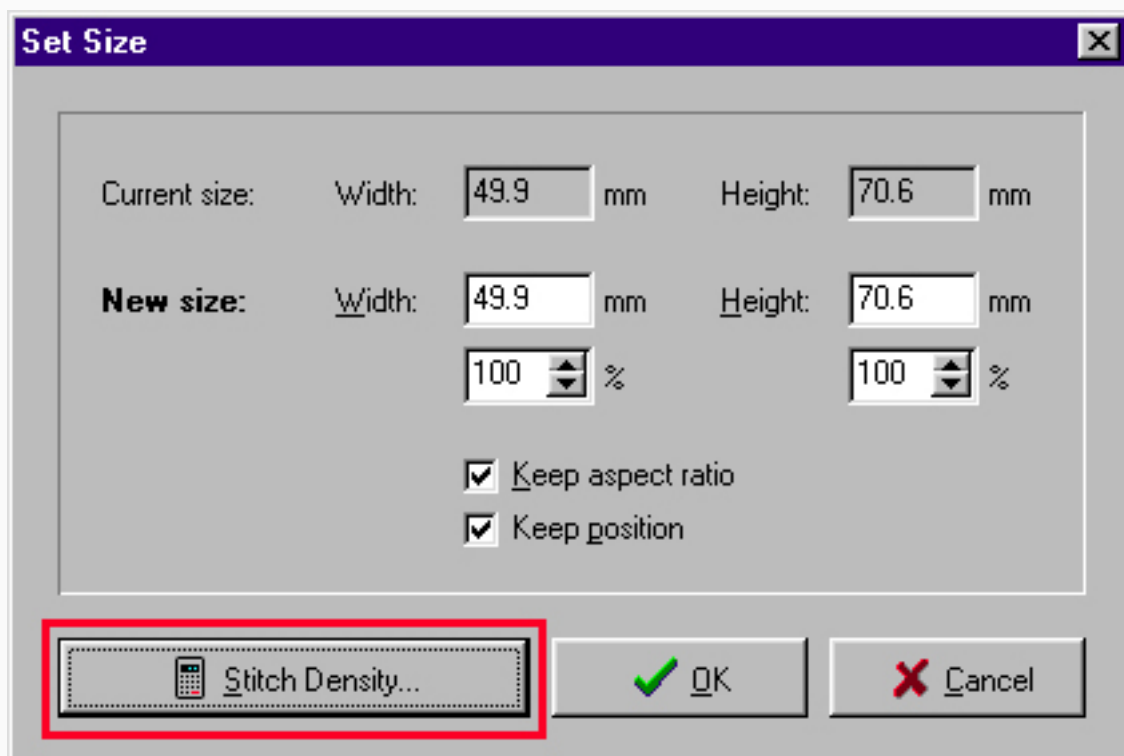 Set Size
Current size: Width: 49.9 mm Height: 70.6 mm
New size: Width: 49.9 mm Height: 70.6 mm
100 % 100 %
Keep aspect ratio
Keep position
Stitch Density... OK Cancel